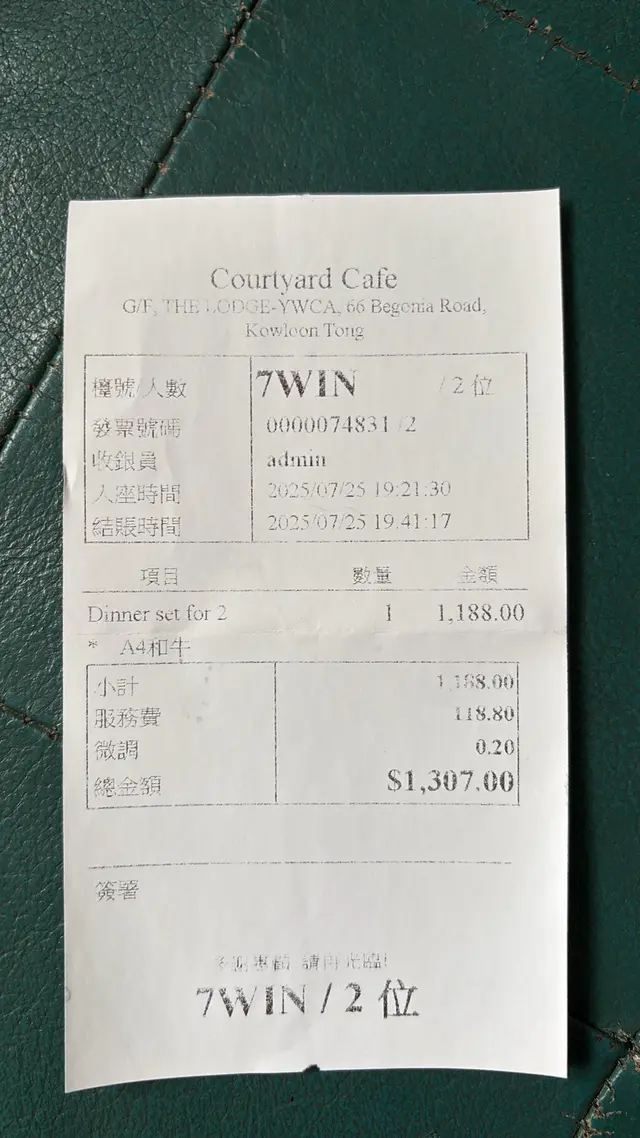 Courtyard Cafe
G/F, THE LODGE-YWCA, 66 Begonia Road,
Kowloon Tong
檯號/人數 7WIN / 2 位
發票號碼 0000074831 /2
收銀員 admin
入座時間 2025/07/25 19:21:30
結賬時間 2025/07/25 19:41:17
項目 數量 金額
Dinner set for 2 1 1,188.00
* A4和牛
小計 1,188.00
服務費 118.80
微調 0.20
總金額 $1,307.00
簽署
多謝惠顧 請再光臨!
7WIN / 2 位